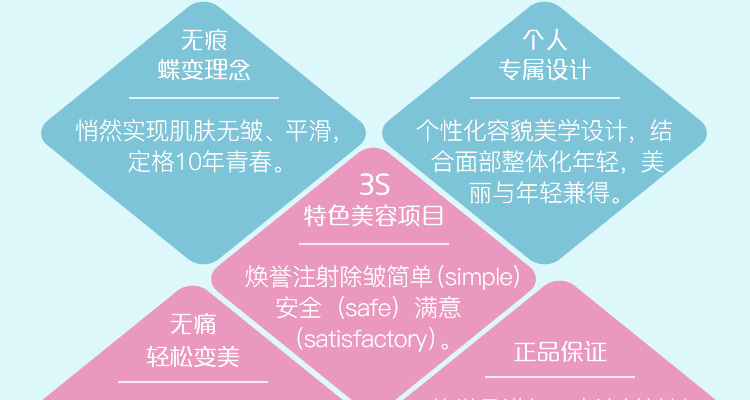 无痕
蝶变理念
悄然实现肌肤无皱、平滑,
定格10年青春。
个人
专属设计
个性化容貌美学设计，结
合面部整体化年轻，美
丽与年轻兼得。
3S
特色美容项目
焕誉注射除皱简单(simple)
安全（safe）满意
(satisfactory)。
无痛
轻松变美
正品保证